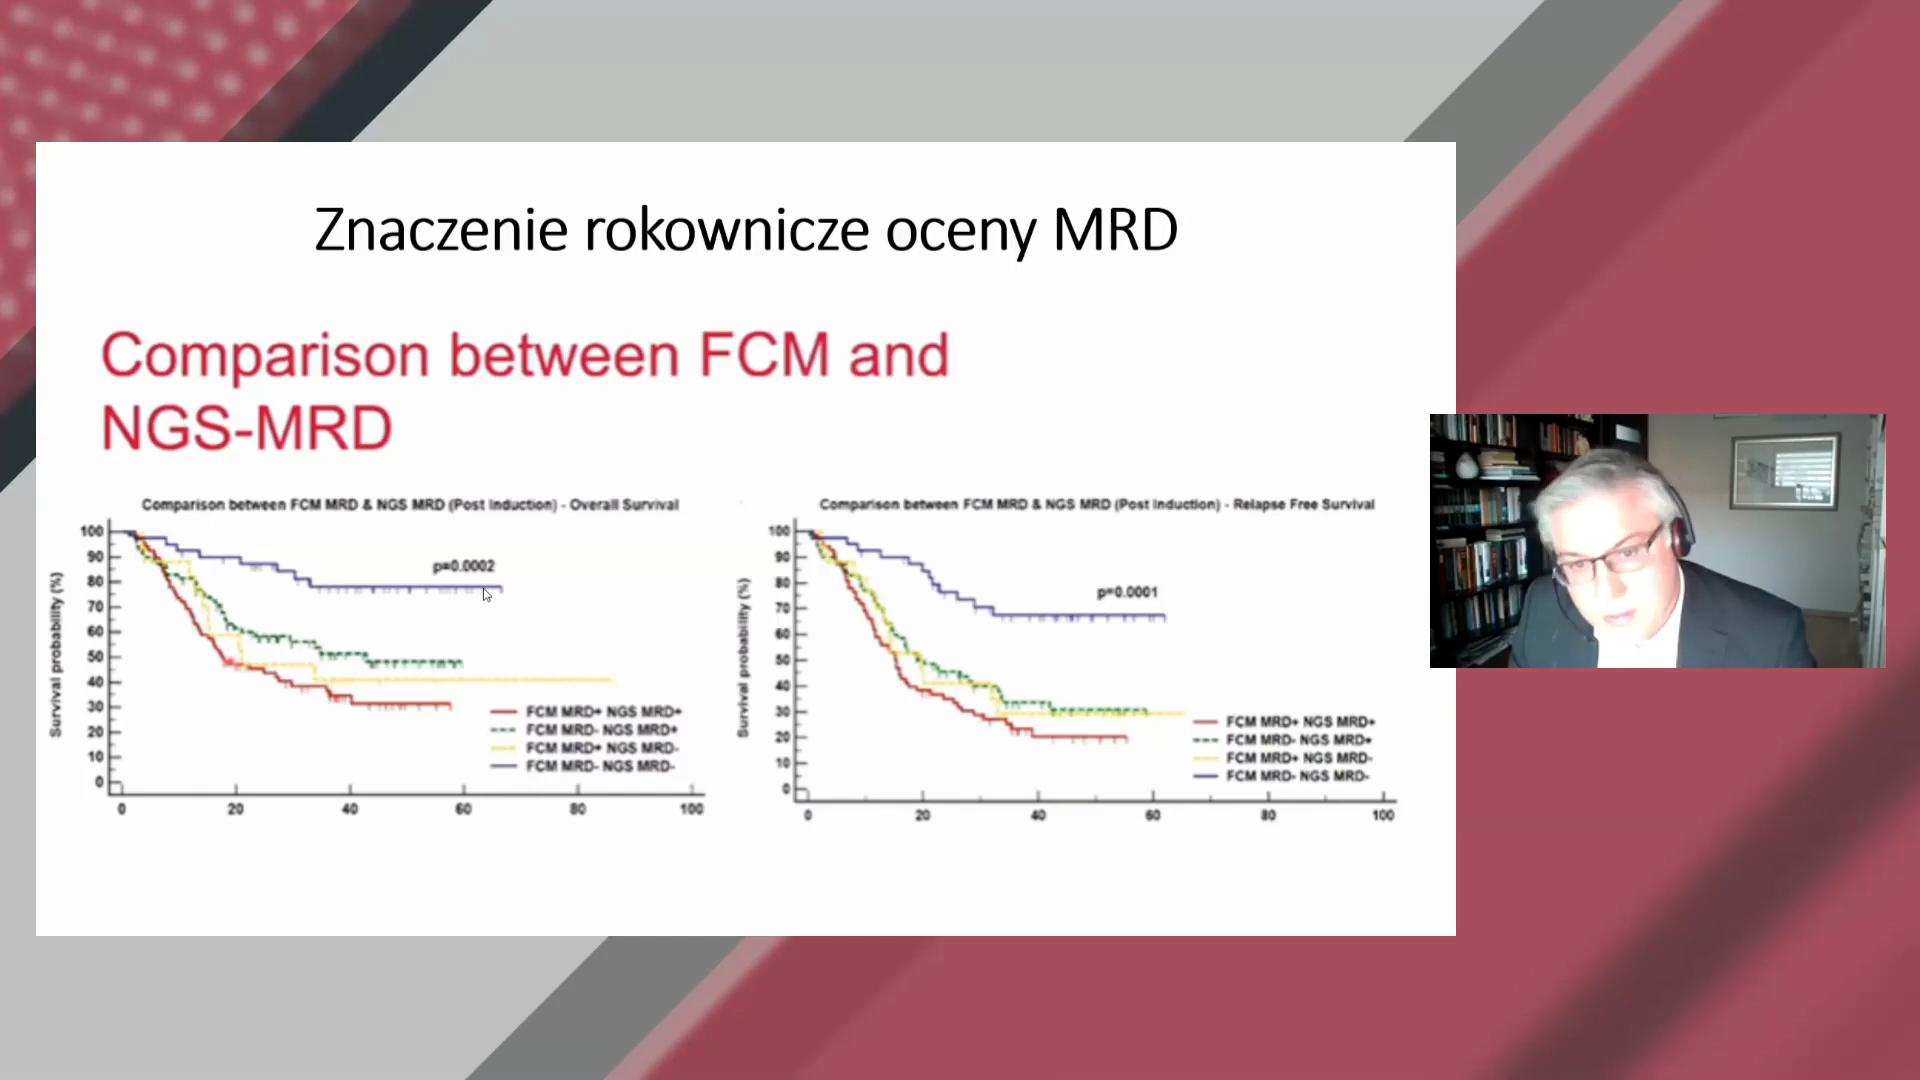 Znaczenie rokownicze oceny MRD
Comparison between FCM and
NGS-MRD
Comparison between FCM MRD & NGS MRD (Post Induction) - Overall Survival
Survival probability (%)
100
90
80
70
60
50
40
30
20
10
0
p=0.0002
FCM MRD+ NGS MRD+
FCM MRD- NGS MRD+
FCM MRD+ NGS MRD-
FCM MRD- NGS MRD-
0 20 40 60 80 100
Comparison between FCM MRD & NGS MRD (Post Induction) - Relapse Free Survival
Survival probability (%)
100
90
80
70
60
50
40
30
20
10
0
p=0.0001
FCM MRD+ NGS MRD+
FCM MRD- NGS MRD+
FCM MRD+ NGS MRD-
FCM MRD- NGS MRD-
0 20 40 60 80 100